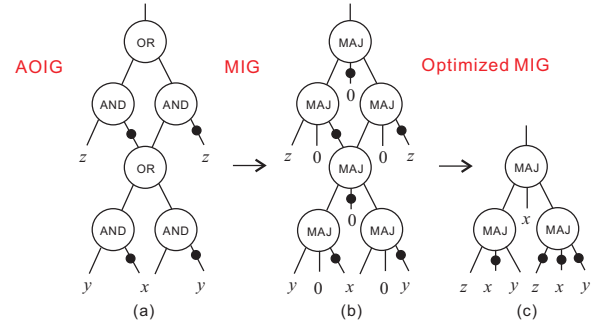 OR MAJ
AOIG MIG Optimized MIG
0
AND AND MAJ MAJ
z z z 0 0 z
OR MAJ MAJ
0 x
AND AND MAJ MAJ MAJ MAJ
y x y y 0 x 0 y z x y z x y
(a) (b) (c)